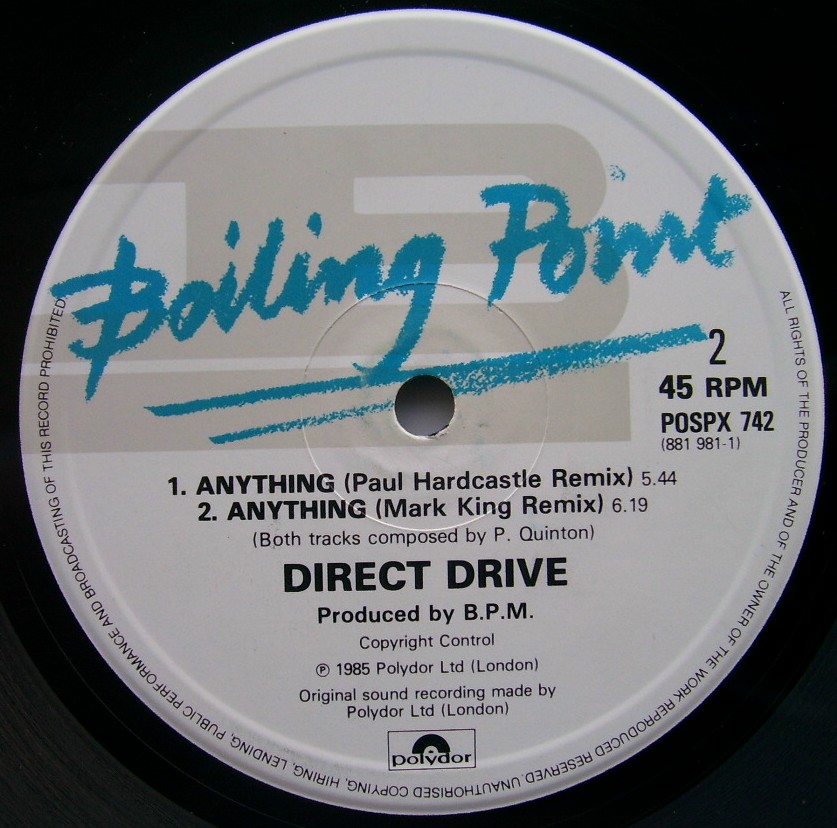 Boiling Point
2
45 RPM
POSPX 742
(881 981-1)
1. ANYTHING (Paul Hardcastle Remix) 5.44
2. ANYTHING (Mark King Remix) 6.19
(Both tracks composed by P. Quinton)
DIRECT DRIVE
Produced by B.P.M.
Copyright Control
℗ 1985 Polydor Ltd (London)
Original sound recording made by
Polydor Ltd (London)
polydor
ALL RIGHTS OF THE PRODUCER AND OF THE OWNER OF THE WORK REPRODUCED RESERVED. UNAUTHORISED COPYING, HIRING, LENDING, PUBLIC PERFORMANCE AND BROADCASTING OF THIS RECORD PROHIBITED.